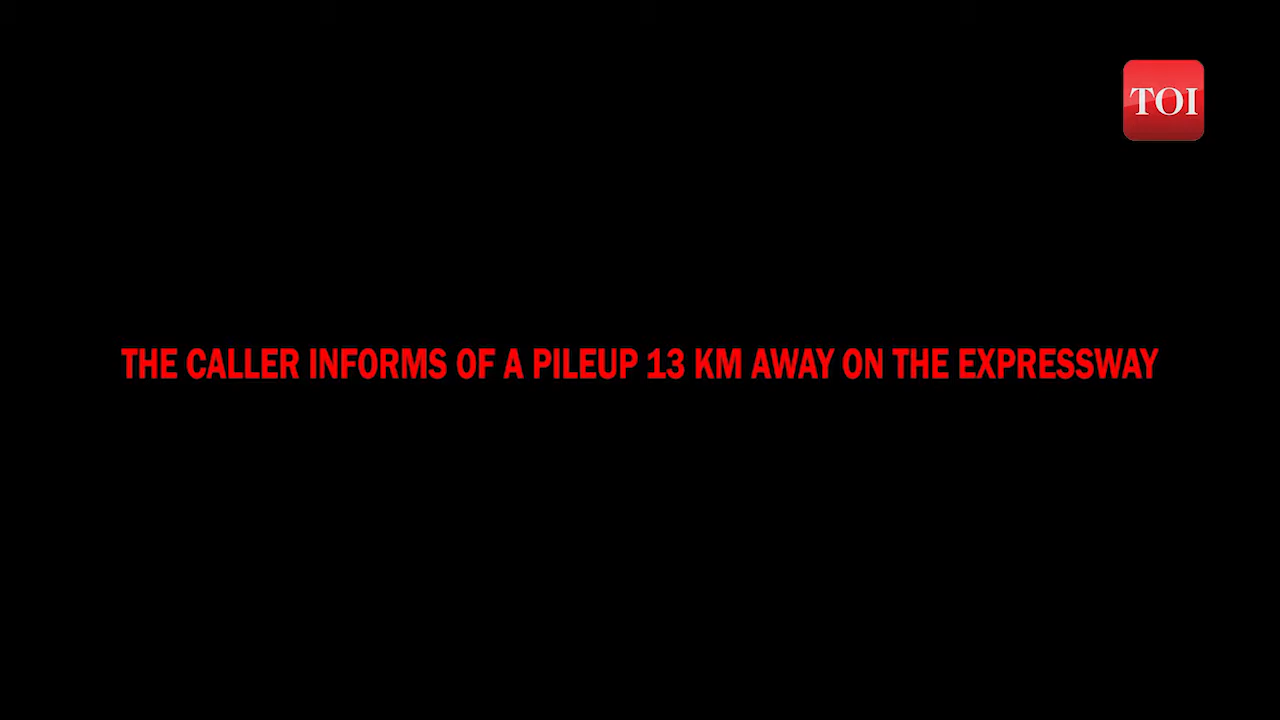 TOI
THE CALLER INFORMS OF A PILEUP 13 KM AWAY ON THE EXPRESSWAY